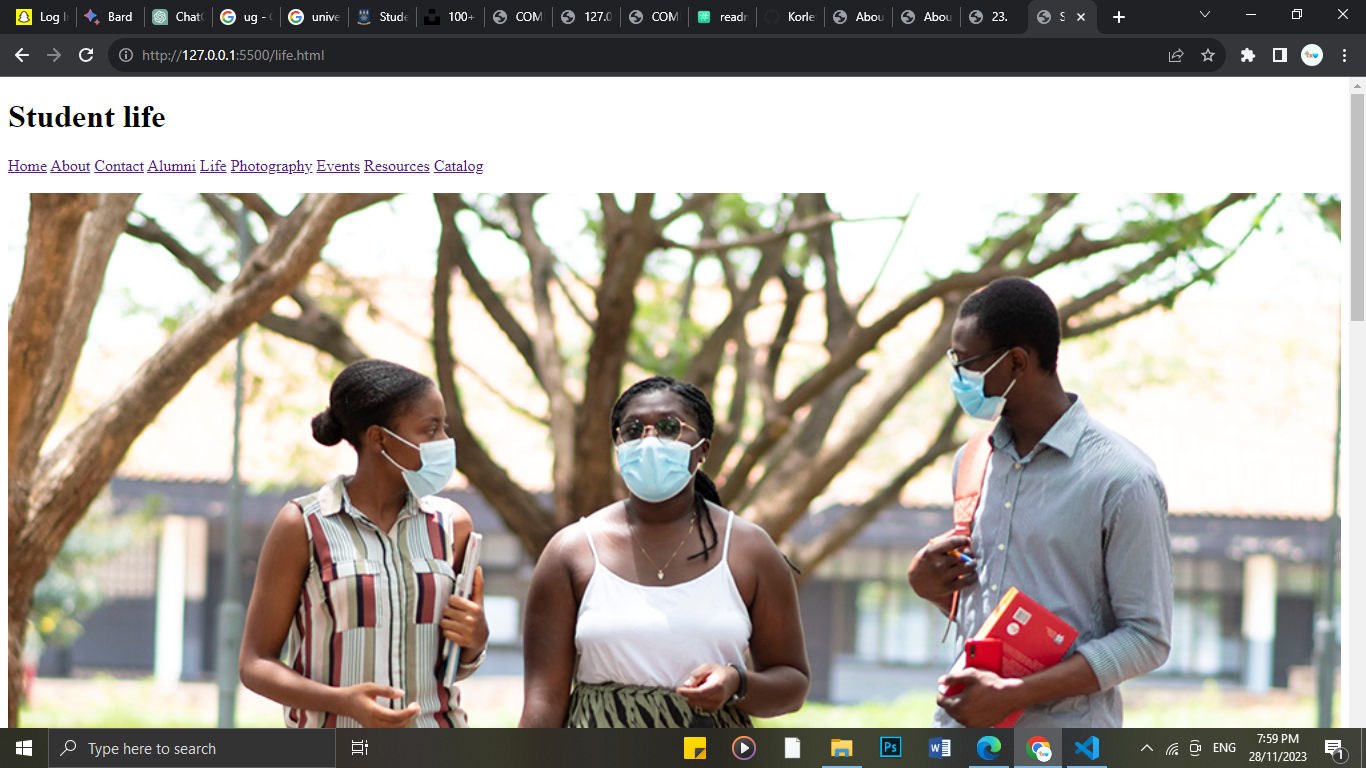 Log I
Bard
ChatG
ug - G
unive
Stude
100+
COM
127.0
COM
readm
Korle
Abou
Abou
23.
S
http://127.0.0.1:5500/life.html
Student life
Home About Contact Alumni Life Photography Events Resources Catalog
Type here to search
Ps
W
ENG
7:59 PM
28/11/2023
1